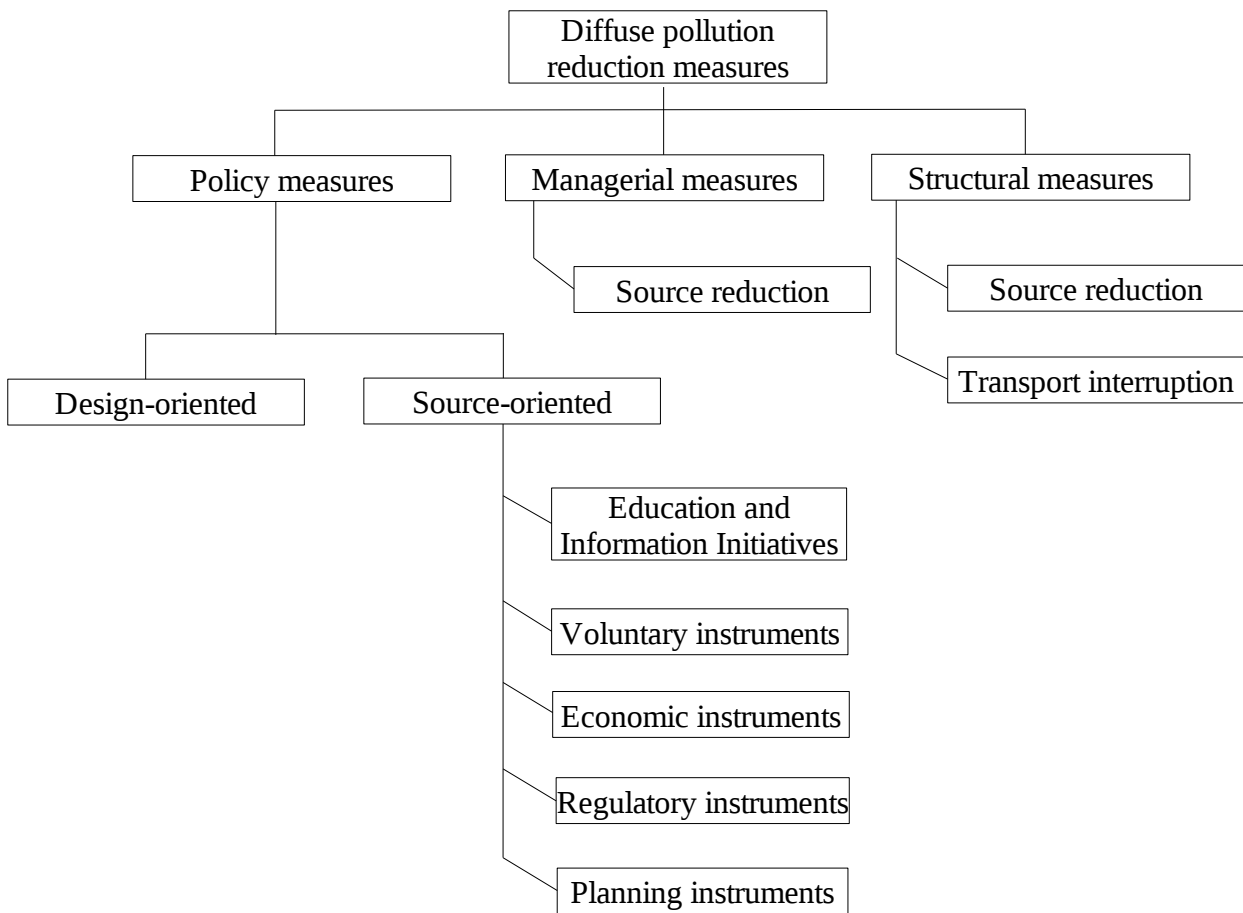 Diffuse pollution
reduction measures
Policy measures
Managerial measures
Structural measures
Source reduction
Source reduction
Transport interruption
Design-oriented
Source-oriented
Education and
Information Initiatives
Voluntary instruments
Economic instruments
Regulatory instruments
Planning instruments